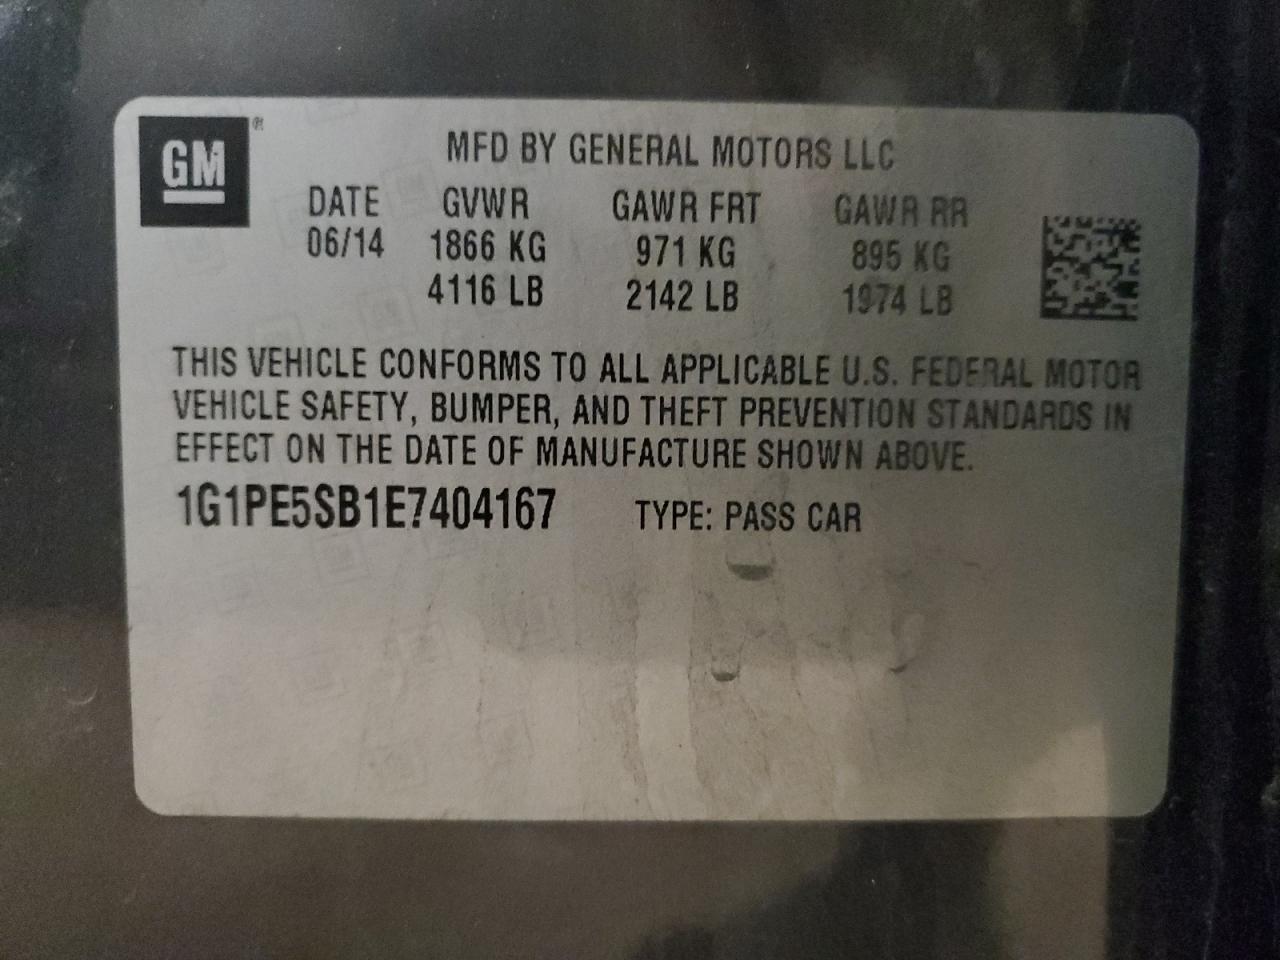 GM®
MFD BY GENERAL MOTORS LLC
DATE GVWR GAWR FRT GAWR RR
06/14 1866 KG 971 KG 895 KG
4116 LB 2142 LB 1974 LB
THIS VEHICLE CONFORMS TO ALL APPLICABLE U.S. FEDERAL MOTOR
VEHICLE SAFETY, BUMPER, AND THEFT PREVENTION STANDARDS IN
EFFECT ON THE DATE OF MANUFACTURE SHOWN ABOVE.
1G1PE5SB1E7404167 TYPE: PASS CAR